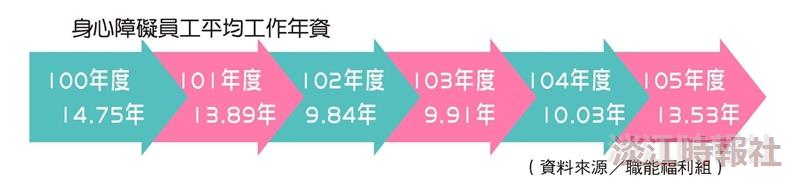 身心障礙員工平均工作年資
100年度
14.75年
101年度
13.89年
102年度
9.84年
103年度
9.91年
104年度
10.03年
105年度
13.53年
淡江時報社
(資料來源／職能福利組)